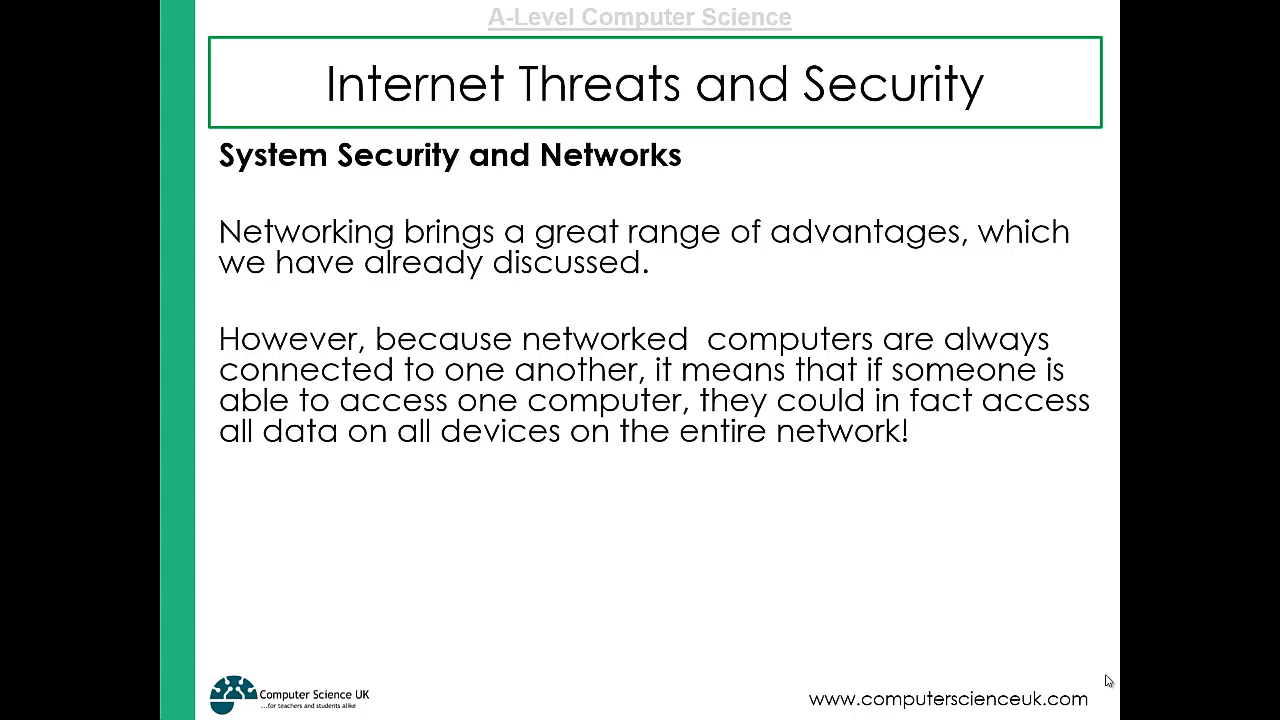 A-Level Computer Science
Internet Threats and Security
System Security and Networks
Networking brings a great range of advantages, which
we have already discussed.
However, because networked  computers are always
connected to one another, it means that if someone is
able to access one computer, they could in fact access
all data on all devices on the entire network!
Computer Science UK
....for teachers and students alike
www.computerscienceuk.com